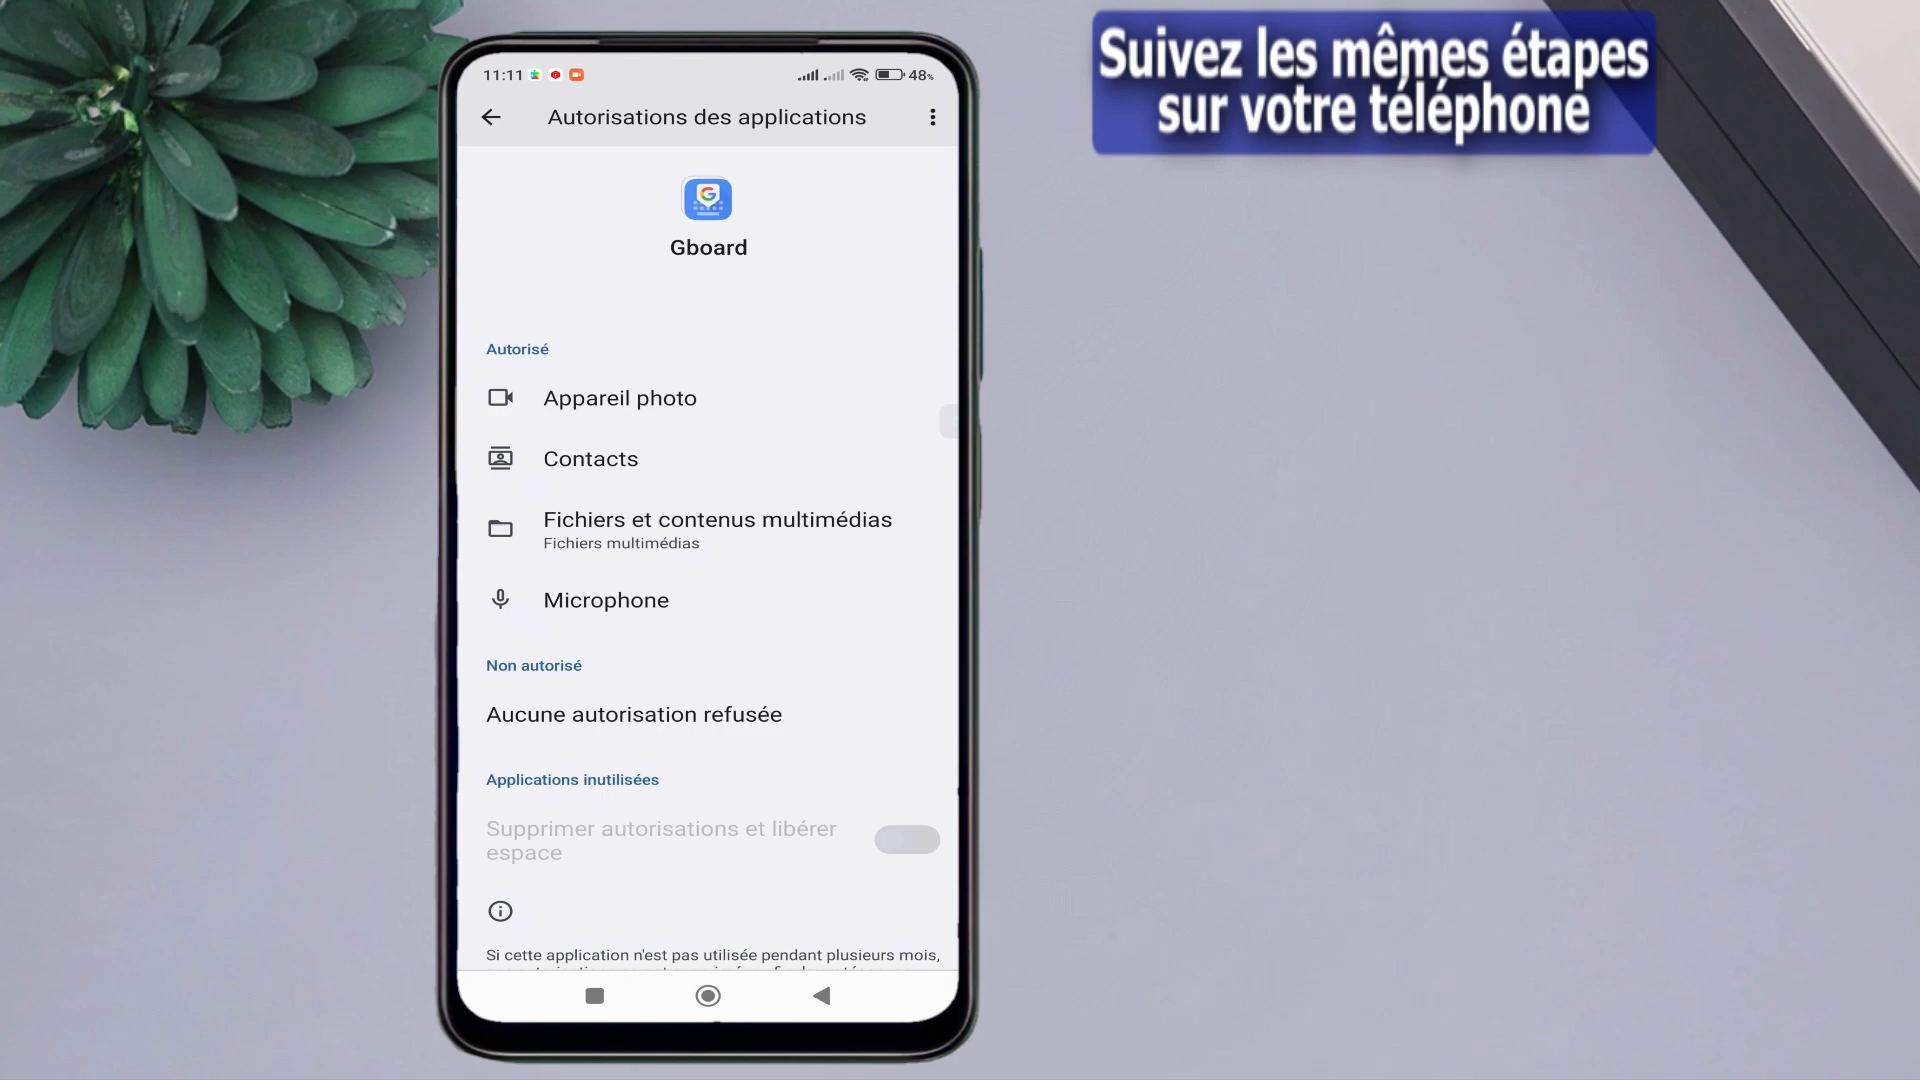 Suivez les mêmes étapes
sur votre téléphone
11:11
48%
Autorisations des applications
Gboard
Autorisé
Appareil photo
Contacts
Fichiers et contenus multimédias
Fichiers multimédias
Microphone
Non autorisé
Aucune autorisation refusée
Applications inutilisées
Supprimer autorisations et libérer
espace
Si cette application n'est pas utilisée pendant plusieurs mois,